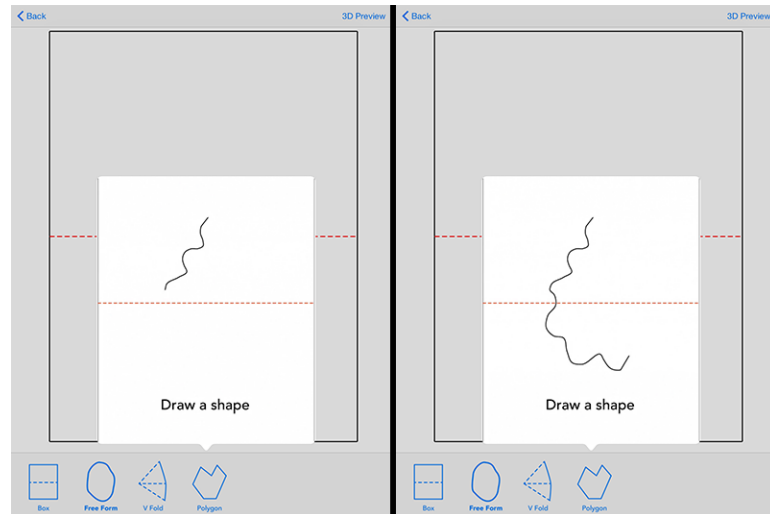 Back 3D Preview
Draw a shape
Box Free Form V Fold Polygon
Back 3D Preview
Draw a shape
Box Free Form V Fold Polygon